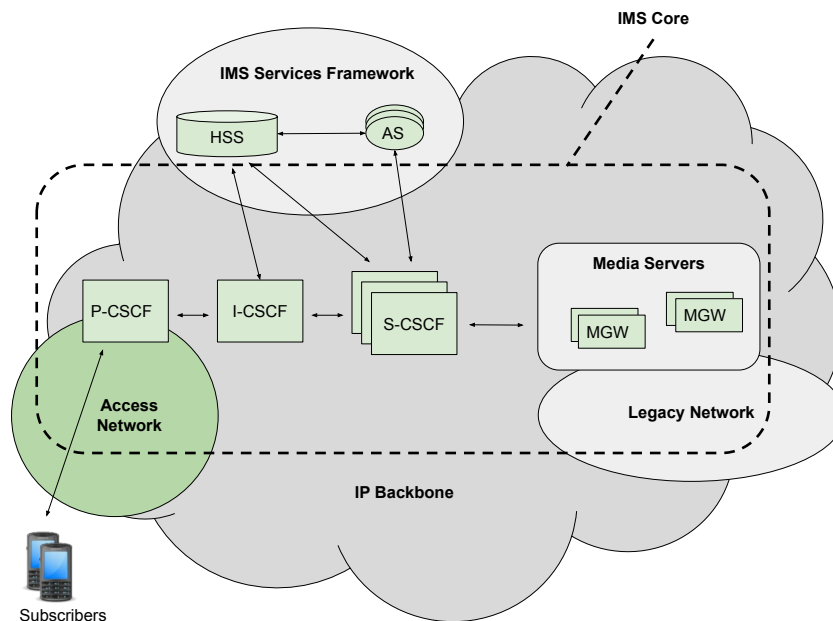 IMS Core
IMS Services Framework
HSS
AS
Media Servers
P-CSCF
I-CSCF
S-CSCF
MGW
MGW
Access
Network
Legacy Network
IP Backbone
Subscribers